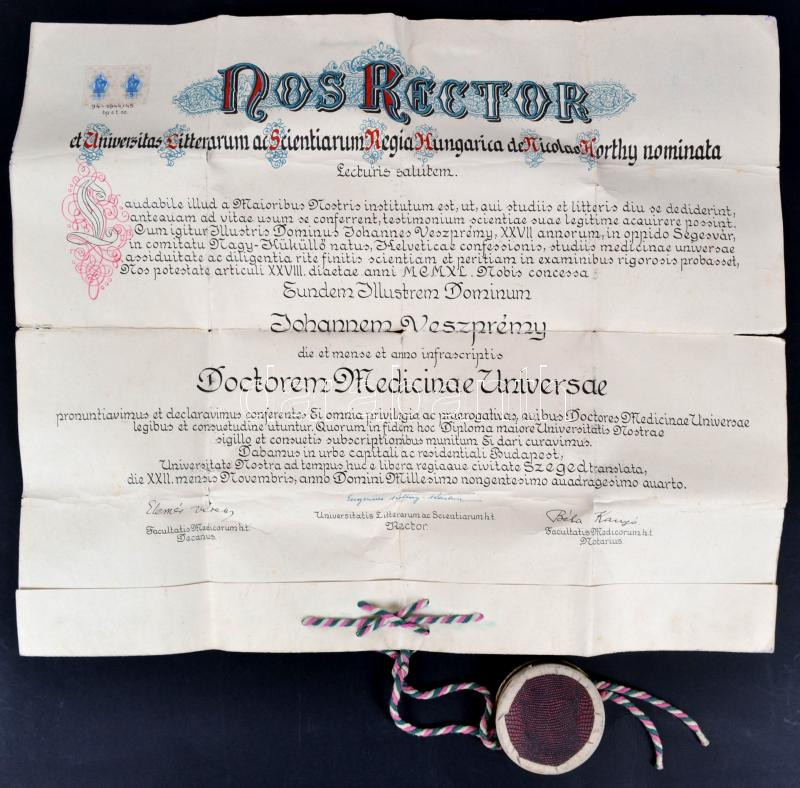 Nos Rector
94-1944/45
et Universitas Litterarum ac Scientiarum Regia Hungarica de Nicolao Horthy nominata
Lecturis salutem.
Laudabile illud a Maioribus Nostris institutum est, ut, qui studiis et litteris diu se dediderint,
antequam ad vitae usum se conferrent, testimonium scientiae suae legitime acquirere possint.
Cum igitur Illustris Dominus Johannes Veszprémy, XXVII annorum, in oppido Segesvár,
in comitatu Nagy-Küküllő natus, Helveticae confessionis, studiis medicinae universae
assiduitate ac diligentia rite finitis scientiam et peritiam in examinibus rigorosis probasset,
Nos potestate articuli XXVIII. diaetae anni MCMXL. Nobis concessa
Eundem Illustrem Dominum
Johannem Veszprémy
die et mense et anno infrascriptis
Doctorem Medicinae Universae
pronuntiavimus et declaravimus conferentes Ei omnia privilegia ac praerogativas, quibus Doctores Medicinae Universae
legibus et consuetudine utuntur. Quorum in fidem hoc Diploma maiore Universitatis Nostrae
sigillo et consuetis subscriptionibus munitum Ei dari curavimus.
Dabamus in urbe capitali ac residentiali Budapest,
Universitate Nostra ad tempus huc e libera regiaque civitate Szeged translata,
die XXII. mensis Novembris, anno Domini Millesimo nongentesimo quadragesimo quarto.
Facultatis Medicorum h.t.
Decanus.
Universitatis Litterarum ac Scientiarum h.t.
Rector.
Béla Kanyó
Facultatis Medicorum h.t.
Notarius.